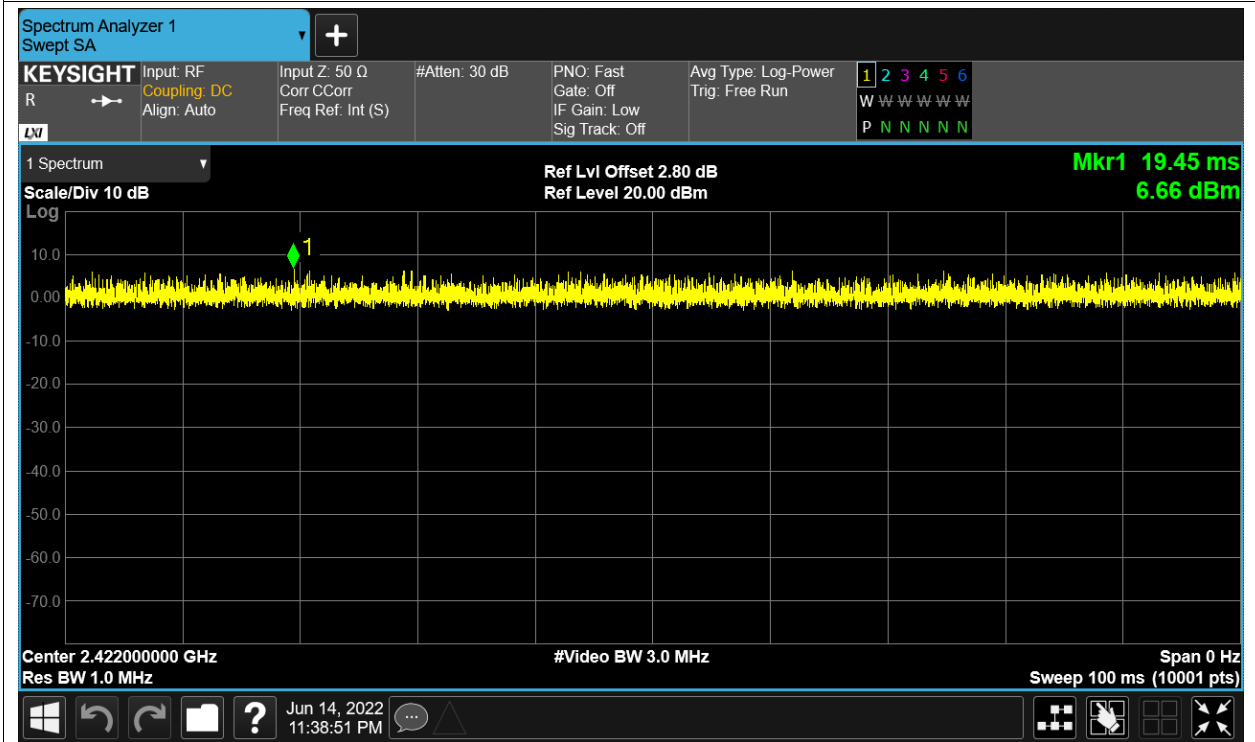 Spectrum Analyzer 1
Swept SA
KEYSIGHT
R
LXI
Input: RF
Coupling: DC
Align: Auto
Input Z: 50 Ω
Corr CCorr
Freq Ref: Int (S)
#Atten: 30 dB
PNO: Fast
Gate: Off
IF Gain: Low
Sig Track: Off
Avg Type: Log-Power
Trig: Free Run
1 2 3 4 5 6
W W W W W W
P N N N N N
1 Spectrum
Scale/Div 10 dB
Log
Ref Lvl Offset 2.80 dB
Ref Level 20.00 dBm
Mkr1 19.45 ms
6.66 dBm
1
10.0
0.00
-10.0
-20.0
-30.0
-40.0
-50.0
-60.0
-70.0
Center 2.422000000 GHz
Res BW 1.0 MHz
#Video BW 3.0 MHz
Span 0 Hz
Sweep 100 ms (10001 pts)
?
Jun 14, 2022
11:38:51 PM